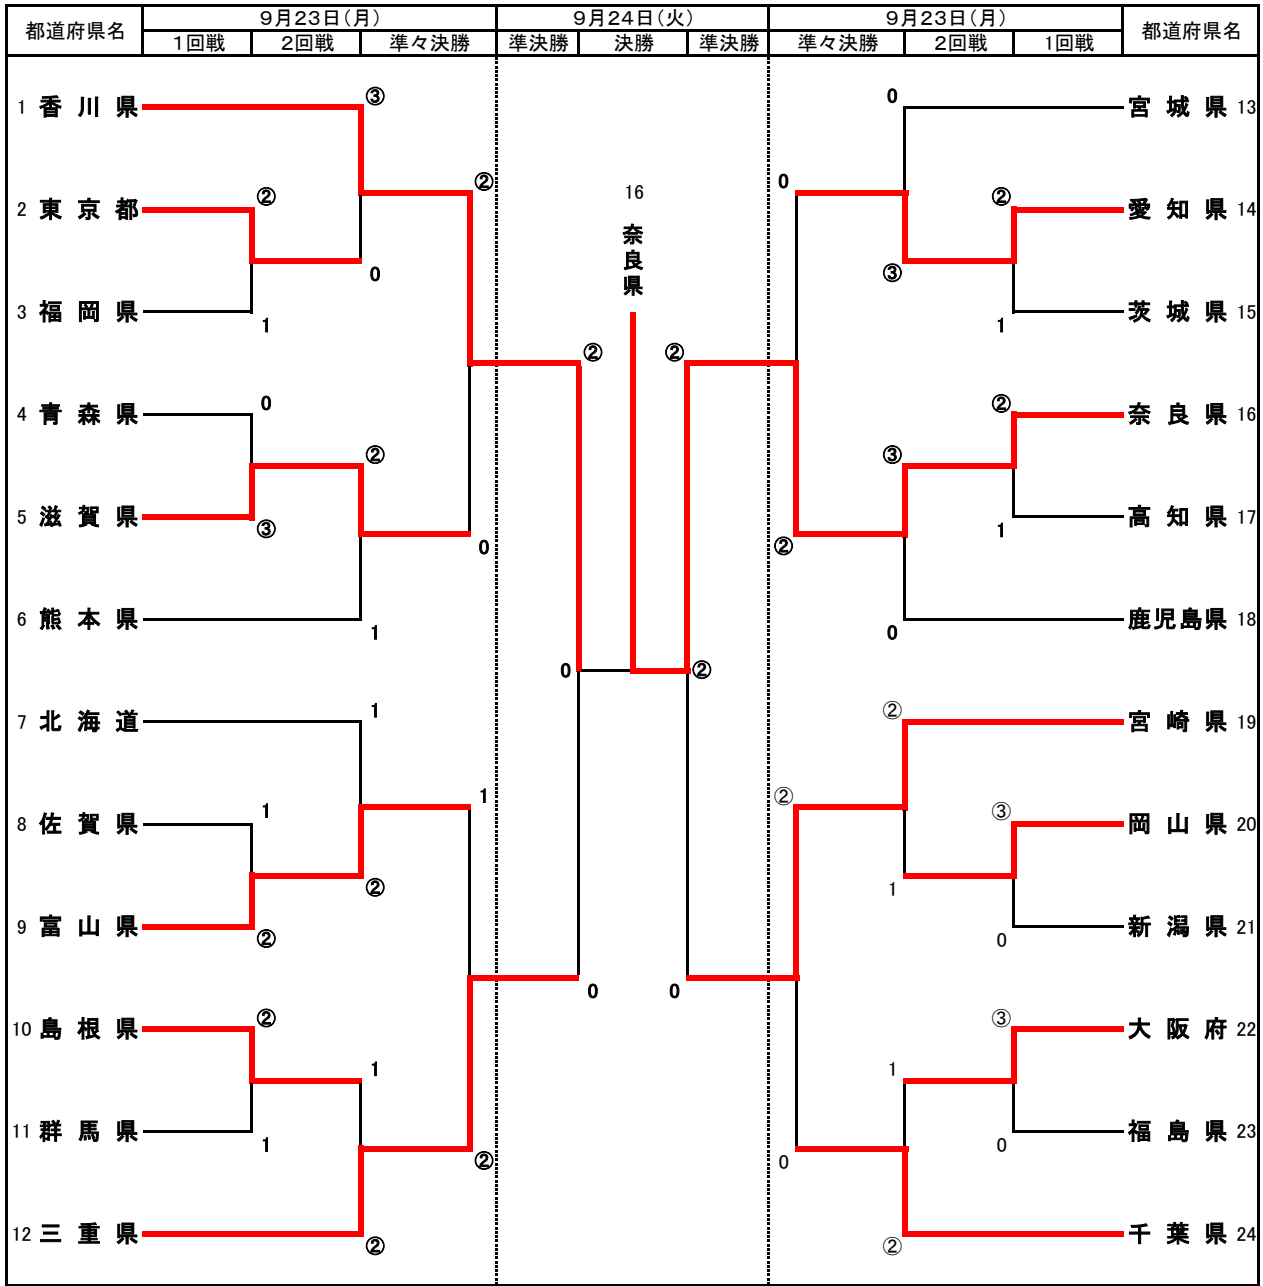 都道府県名 9月23日(月) 9月24日(火) 9月23日(月) 都道府県名
1回戦 2回戦 準々決勝 準決勝 決勝 準決勝 準々決勝 2回戦 1回戦
③ 0
1 香川県 宮城県 13
② 0
② 16 ②
2 東京都 愛知県 14
奈良県
0 ③
3 福岡県 茨城県 15
1 1
② ②
0 ②
4 青森県 奈良県 16
② ③
5 滋賀県 高知県 17
③ 1
0 ②
6 熊本県 鹿児島県 18
1 0
0 ②
1 ②
7 北海道 宮崎県 19
1 ②
1 ③
8 佐賀県 岡山県 20
② 1
9 富山県 新潟県 21
② 0
0 0
② ③
10 島根県 大阪府 22
1 1
11 群馬県 福島県 23
1 0
② 0
12 三重県 千葉県 24
② ②